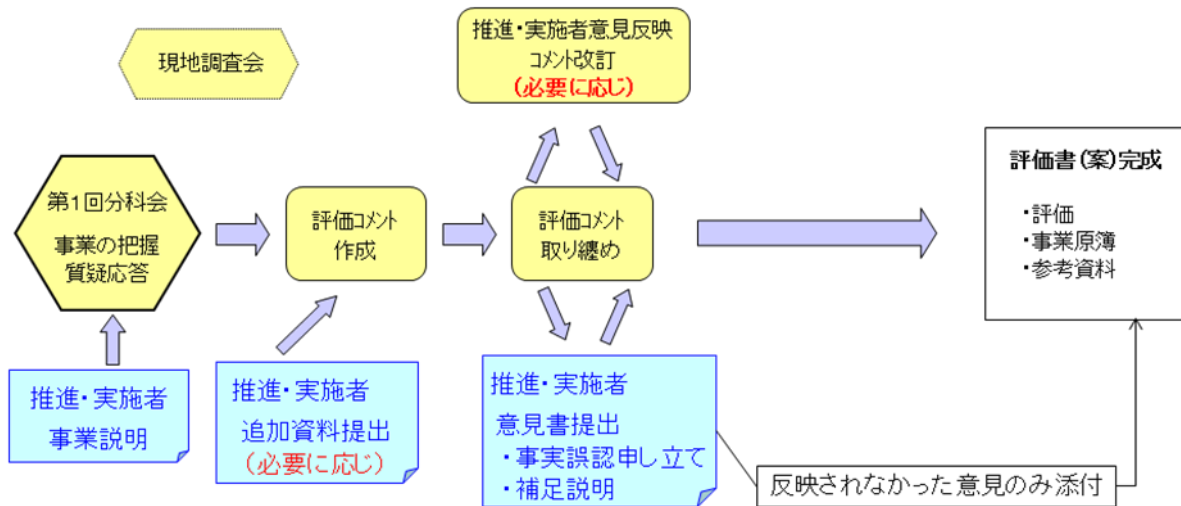 現地調査会
推進・実施者意見反映
コメント改訂
(必要に応じ)
第1回分科会
事業の把握
質疑応答
評価コメント
作成
評価コメント
取り纏め
評価書(案)完成
・評価
・事業原簿
・参考資料
推進・実施者
事業説明
推進・実施者
追加資料提出
(必要に応じ)
推進・実施者
意見書提出
・事実誤認申し立て
・補足説明
反映されなかった意見のみ添付